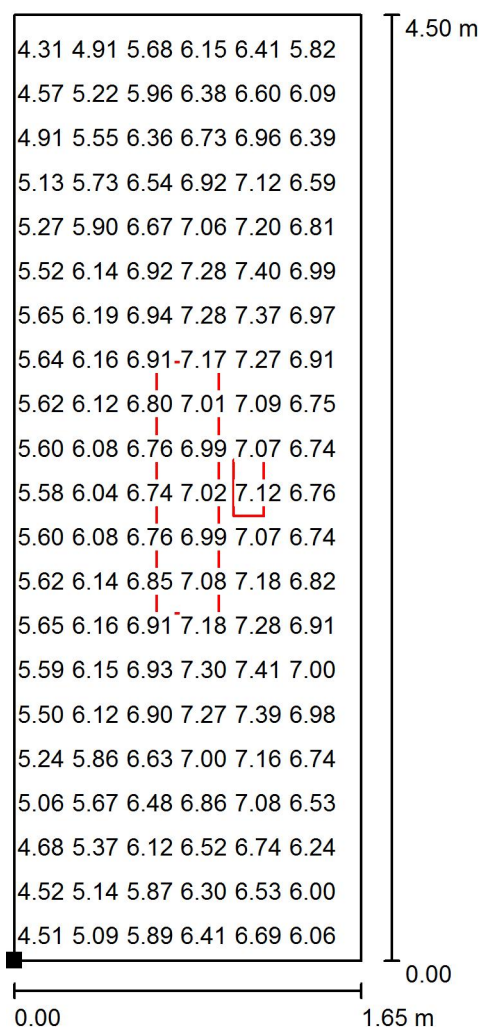 4.50 m
4.31 4.91 5.68 6.15 6.41 5.82
4.57 5.22 5.96 6.38 6.60 6.09
4.91 5.55 6.36 6.73 6.96 6.39
5.13 5.73 6.54 6.92 7.12 6.59
5.27 5.90 6.67 7.06 7.20 6.81
5.52 6.14 6.92 7.28 7.40 6.99
5.65 6.19 6.94 7.28 7.37 6.97
5.64 6.16 6.91 7.17 7.27 6.91
5.62 6.12 6.80 7.01 7.09 6.75
5.60 6.08 6.76 6.99 7.07 6.74
5.58 6.04 6.74 7.02 7.12 6.76
5.60 6.08 6.76 6.99 7.07 6.74
5.62 6.14 6.85 7.08 7.18 6.82
5.65 6.16 6.91 7.18 7.28 6.91
5.59 6.15 6.93 7.30 7.41 7.00
5.50 6.12 6.90 7.27 7.39 6.98
5.24 5.86 6.63 7.00 7.16 6.74
5.06 5.67 6.48 6.86 7.08 6.53
4.68 5.37 6.12 6.52 6.74 6.24
4.52 5.14 5.87 6.30 6.53 6.00
4.51 5.09 5.89 6.41 6.69 6.06
0.00
0.00 1.65 m